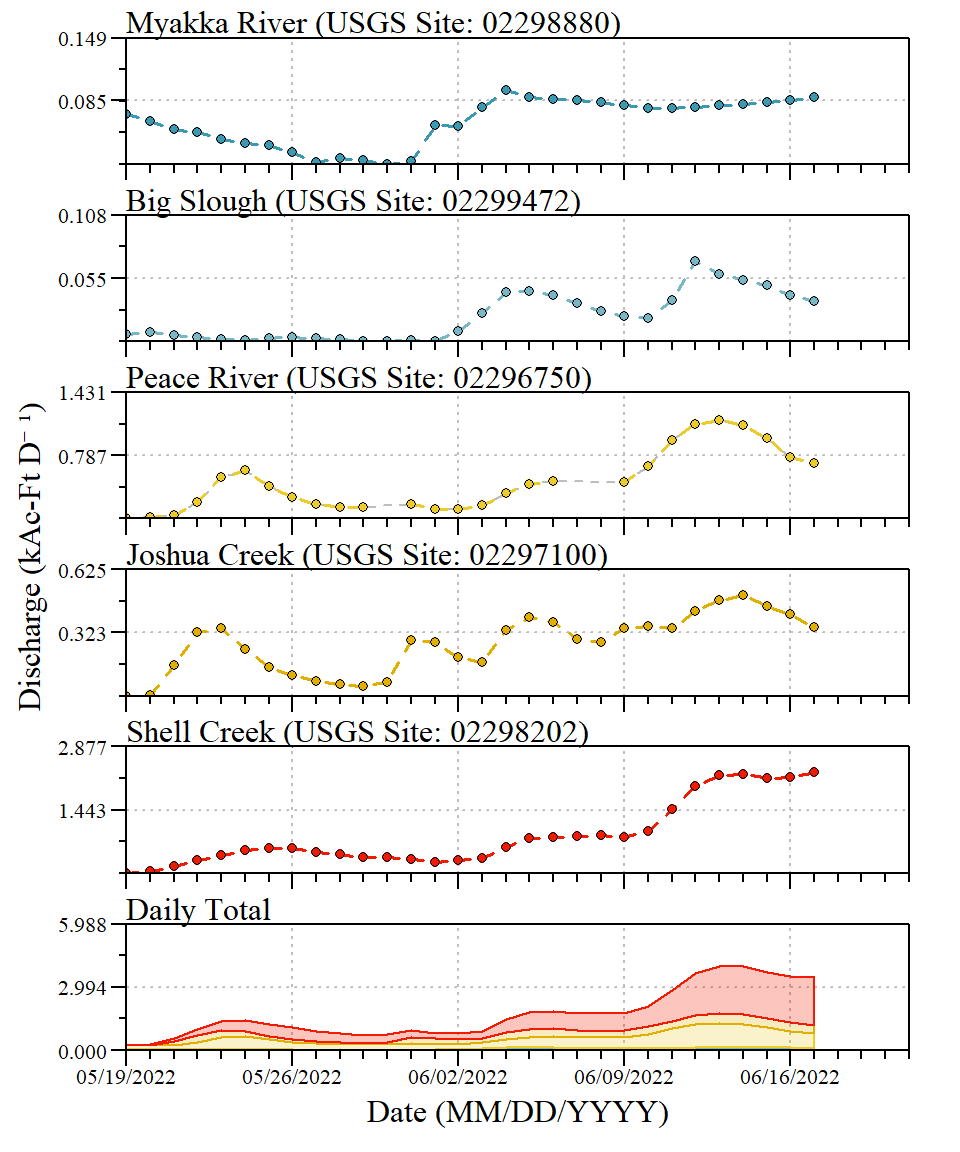 Myakka River (USGS Site: 02298880)
0.149
0.085
Big Slough (USGS Site: 02299472)
0.108
0.055
Peace River (USGS Site: 02296750)
1.431
0.787
Joshua Creek (USGS Site: 02297100)
0.625
0.323
Shell Creek (USGS Site: 02298202)
2.877
1.443
Daily Total
5.988
2.994
0.000
Discharge (kAc-Ft D⁻¹)
05/19/2022 05/26/2022 06/02/2022 06/09/2022 06/16/2022
Date (MM/DD/YYYY)